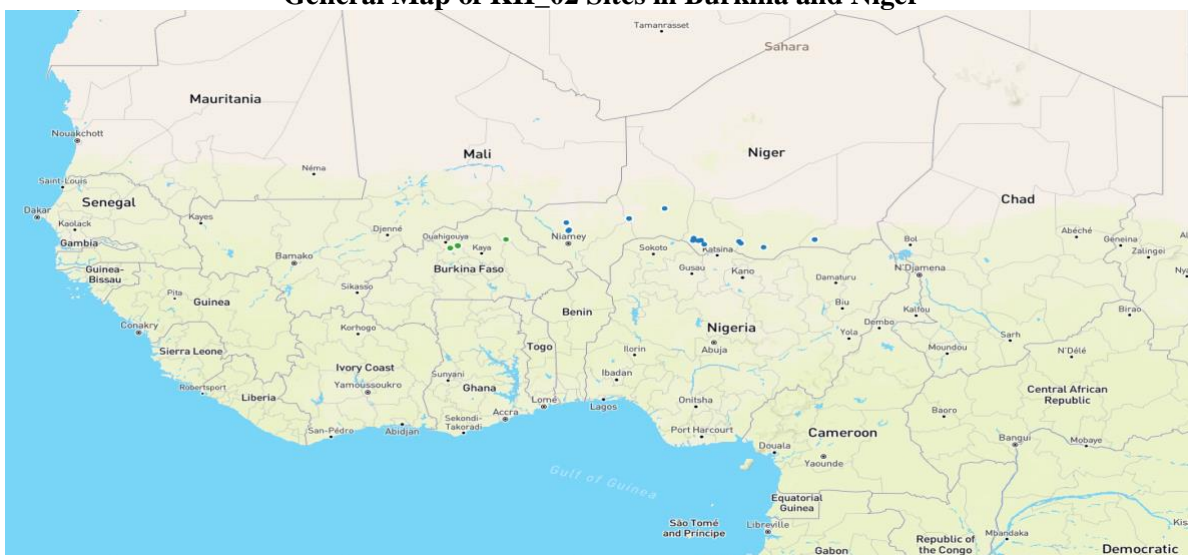 General Map of KII_02 Sites in Burkina and Niger
Tamanrasset
Sahara
Mauritania
Nouakchott
Mali
Niger
Néma
Saint-Louis
Senegal
Chad
Dakar
Kaolack
Kayes
Djenné
Ouahigouya
Niamey
Abéché
Geneina
Gambia
Bamako
Kaya
Sokoto
Katsina
Bol
Zalingei
Guinea-
Bissau
Burkina Faso
Gusau
Kano
N'Djamena
Sikasso
Damaturu
Pita
Guinea
Benin
Biu
Kalfou
Birao
Conakry
Korhogo
Nigeria
Yola
Dembo
Sarh
Sierra Leone
Togo
Ilorin
Abuja
Moundou
N'Délé
Ivory Coast
Sunyani
Ghana
Ibadan
Central African
Republic
Robertsport
Yamoussoukro
Liberia
Lomé
Onitsha
Baoro
San-Pédro
Abidjan
Sekondi-
Takoradi
Accra
Lagos
Port Harcourt
Cameroon
Bangui
Mobaye
Douala
Yaounde
Gulf of Guinea
Equatorial
Guinea
São Tomé
and Príncipe
Libreville
Mbandaka
Gabon
Republic of
the Congo
Democratic